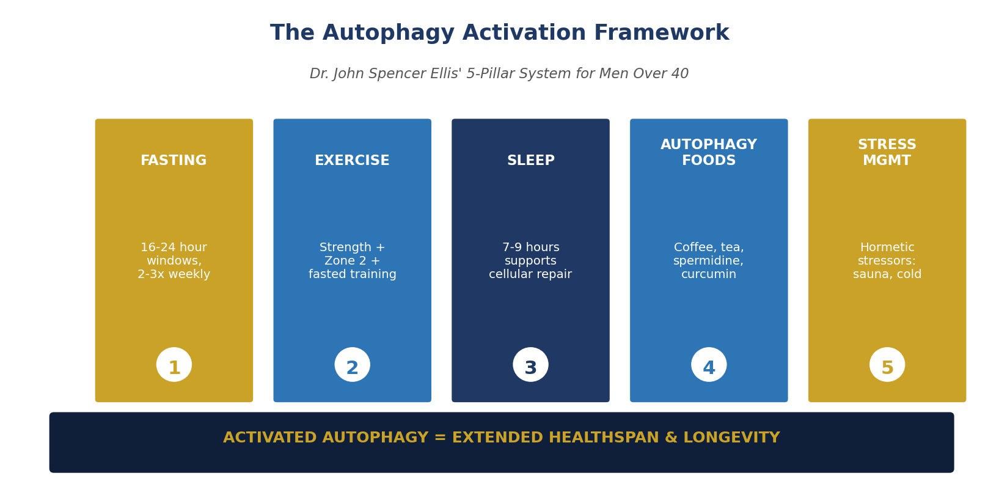 The Autophagy Activation Framework
Dr. John Spencer Ellis' 5-Pillar System for Men Over 40
FASTING
16-24 hour
windows,
2-3x weekly
1
EXERCISE
Strength +
Zone 2 +
fasted training
2
SLEEP
7-9 hours
supports
cellular repair
3
AUTOPHAGY
FOODS
Coffee, tea,
spermidine,
curcumin
4
STRESS
MGMT
Hormetic
stressors:
sauna, cold
5
ACTIVATED AUTOPHAGY = EXTENDED HEALTHSPAN & LONGEVITY